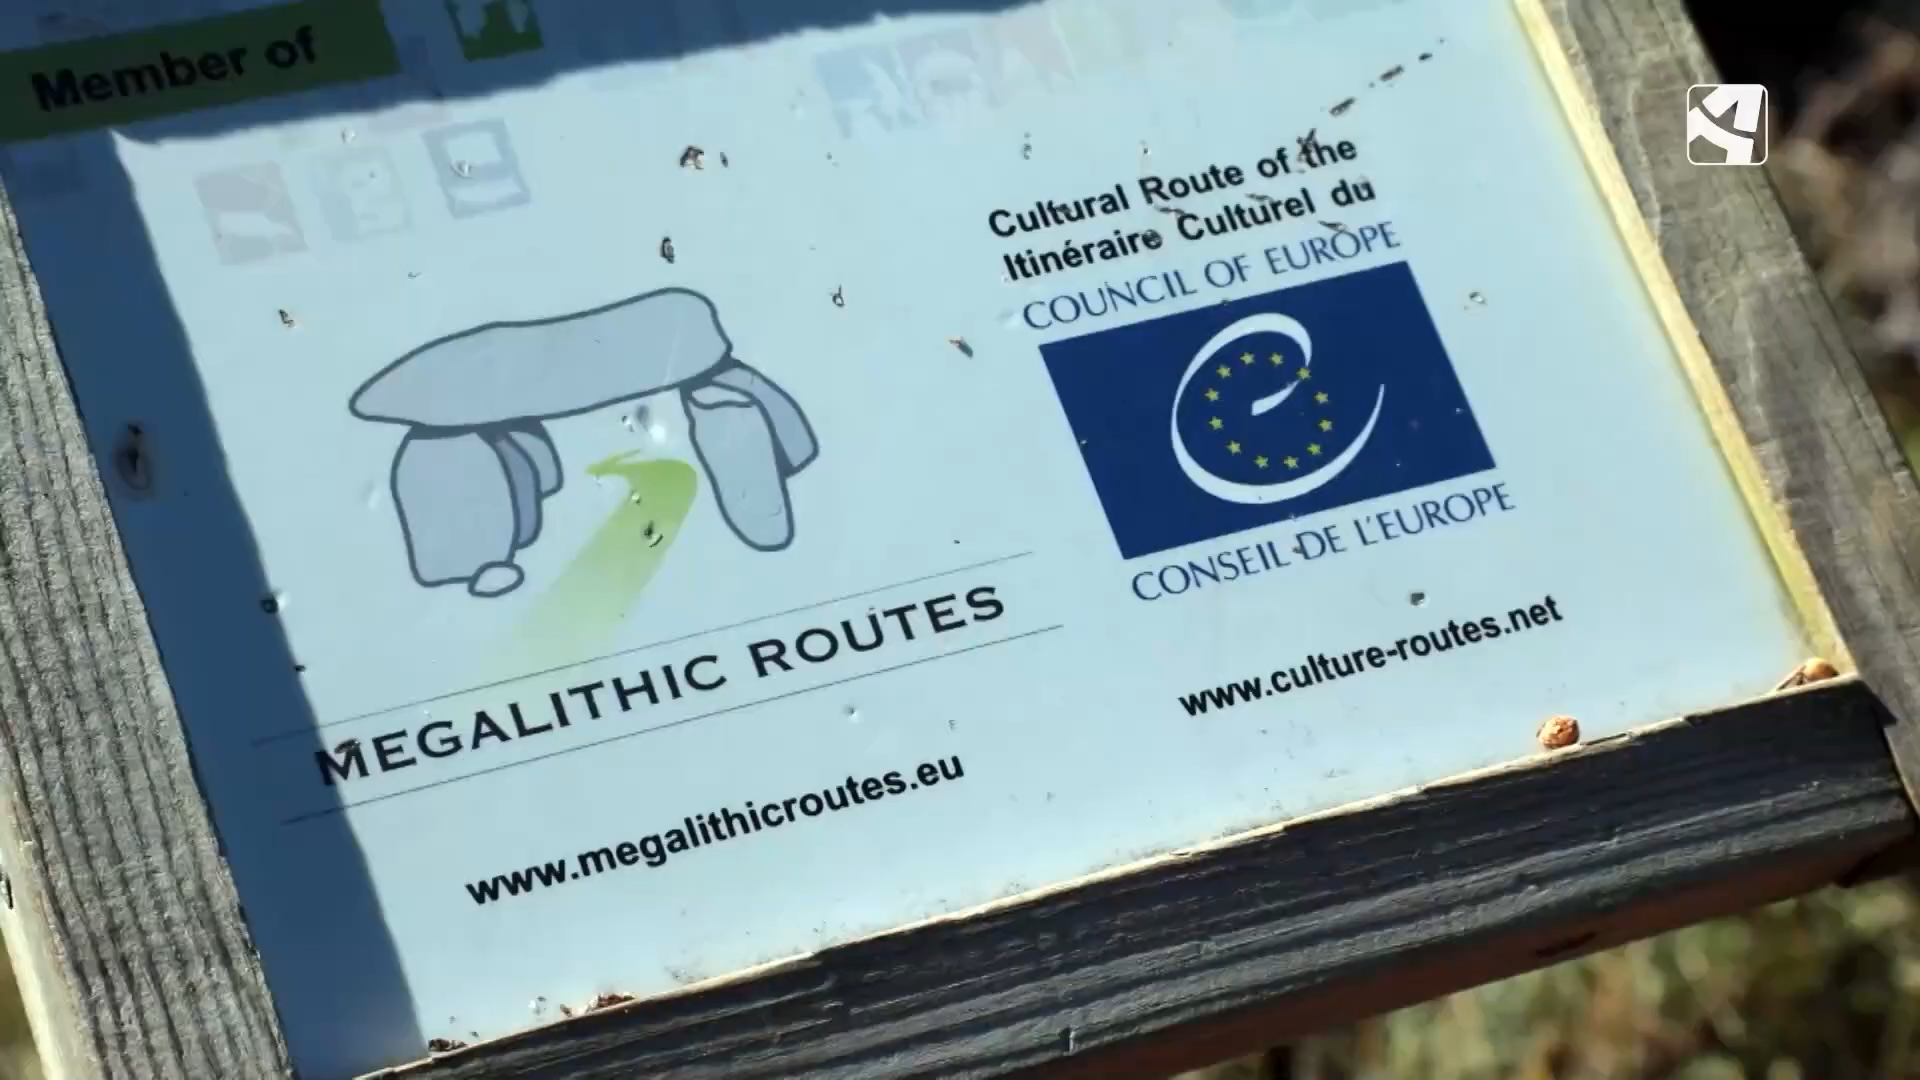 Member of
Cultural Route of the
Itinéraire Culturel du
COUNCIL OF EUROPE
CONSEIL DE L'EUROPE
www.culture-routes.net
MEGALITHIC ROUTES
www.megalithicroutes.eu